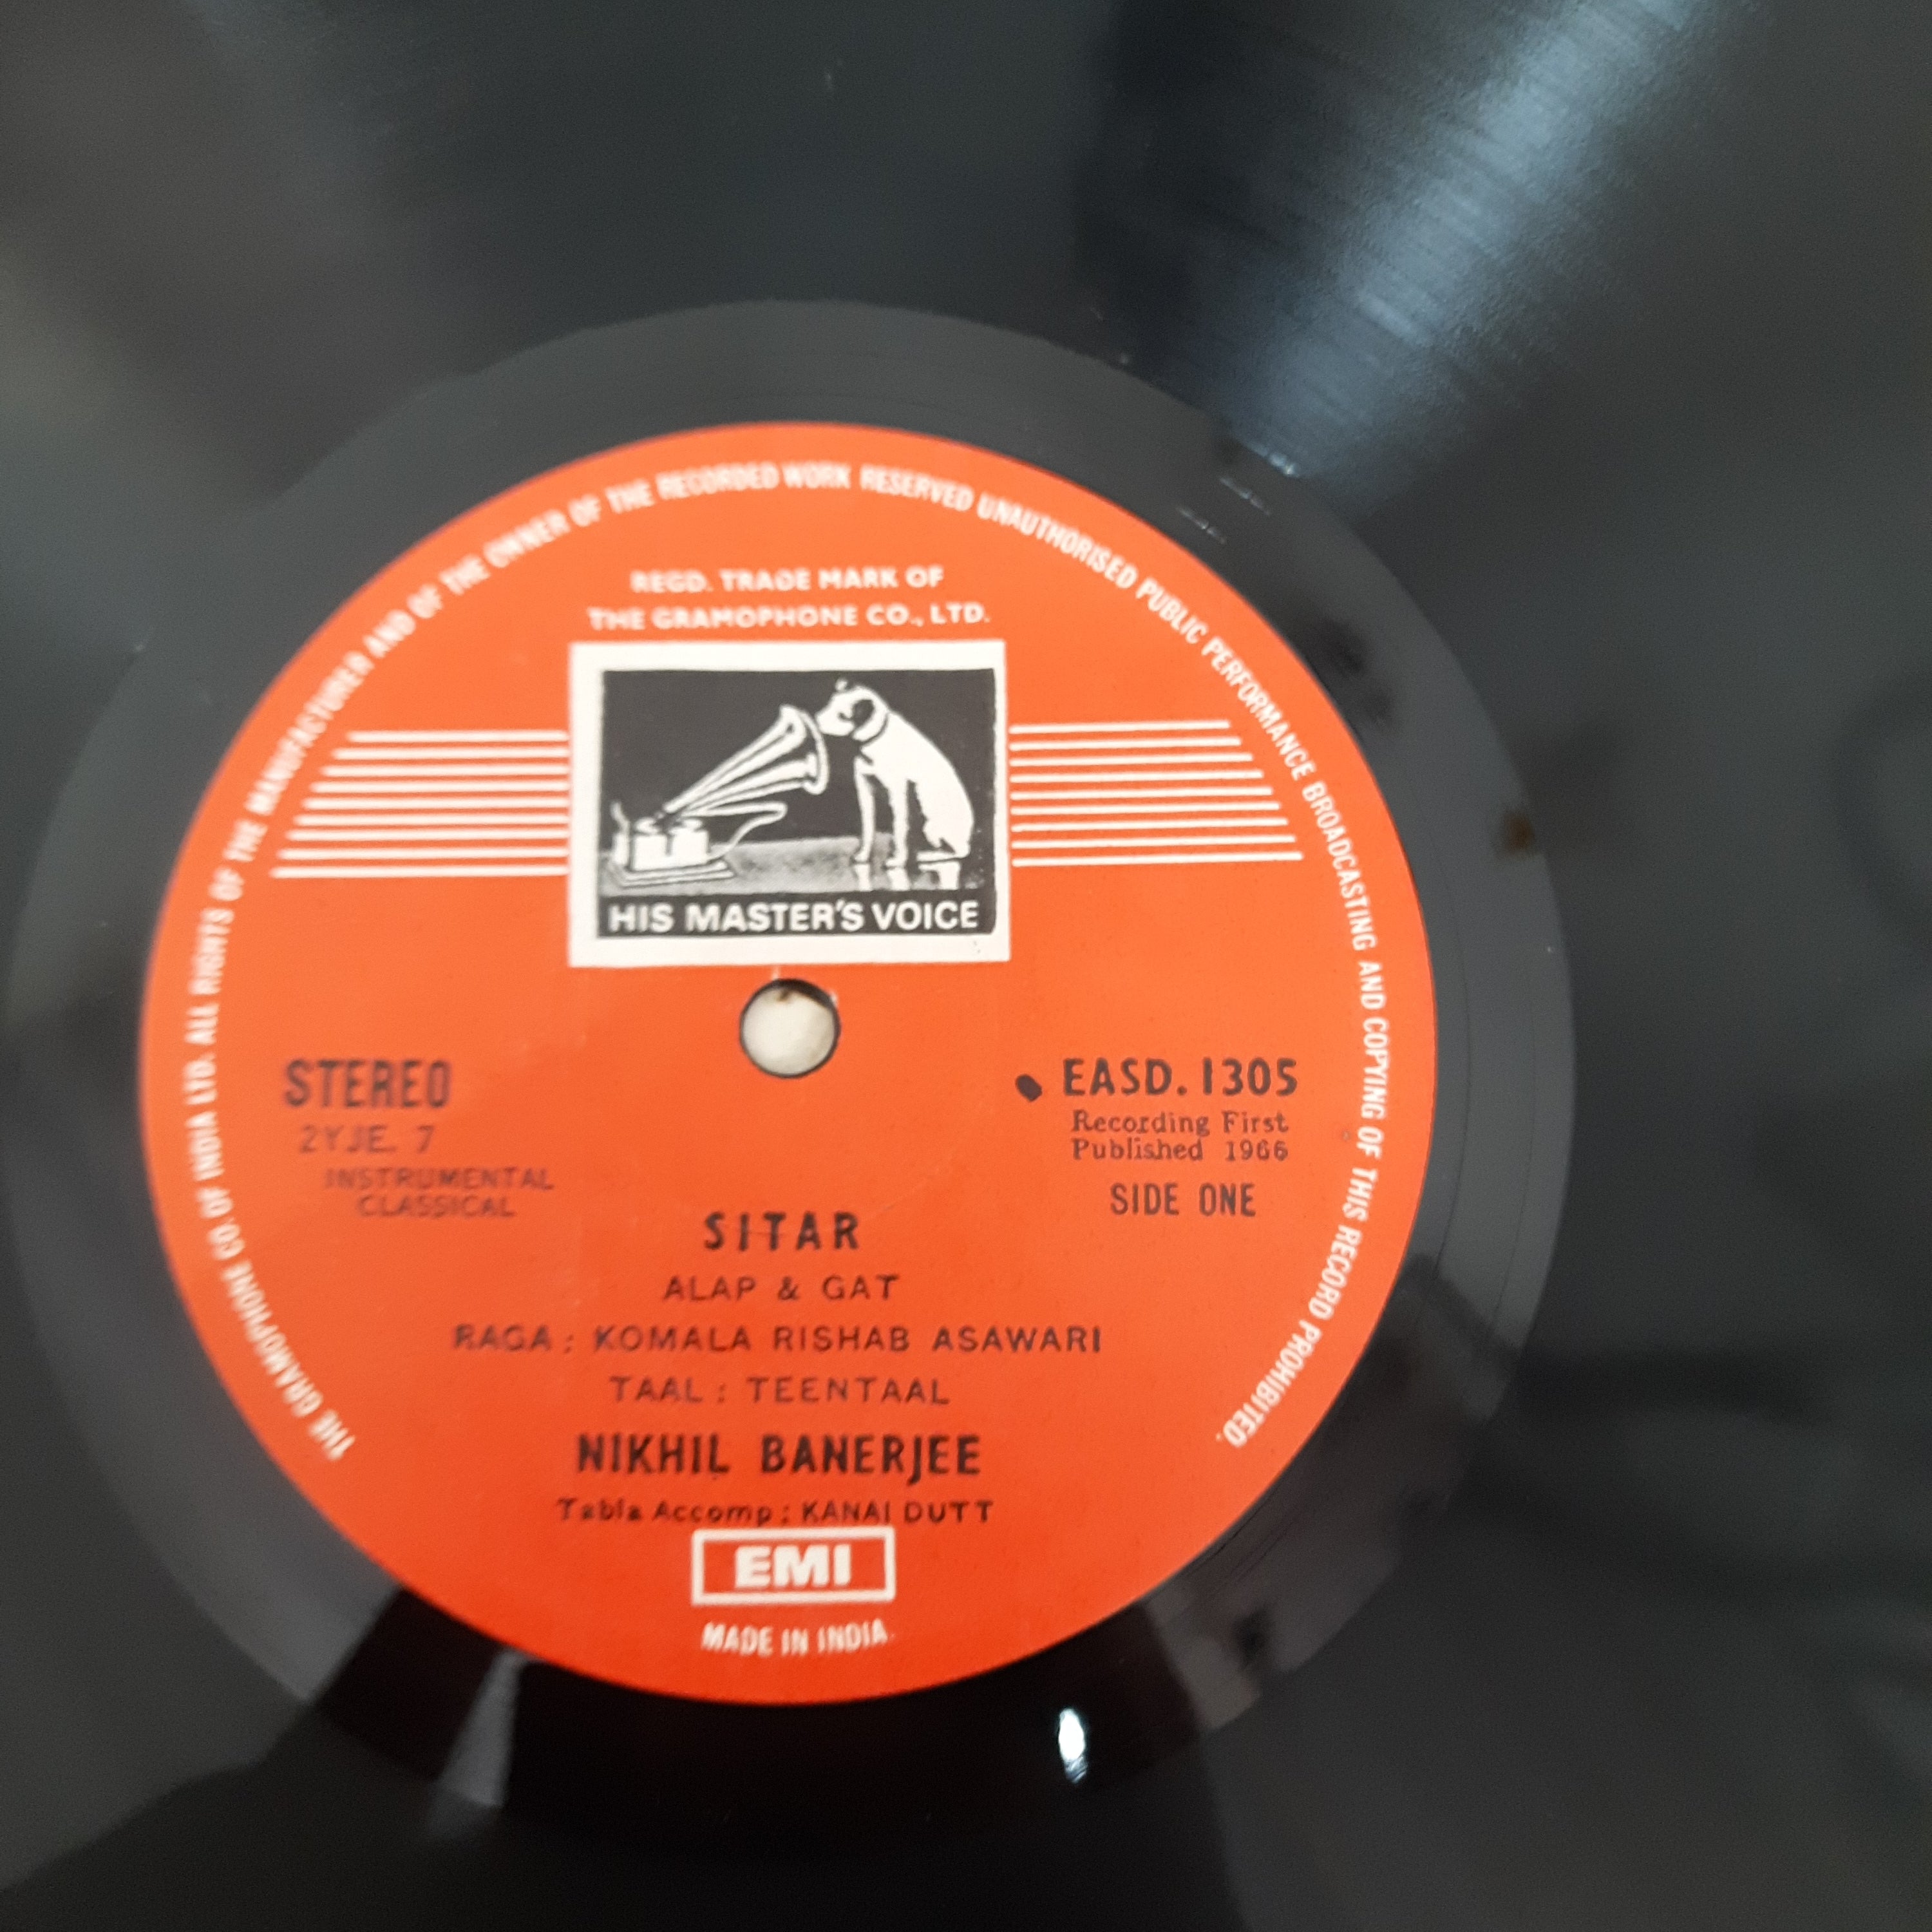 THE GRAMOPHONE CO. OF INDIA LTD. ALL RIGHTS OF THE MANUFACTURER AND OF THE OWNER OF THE RECORDED WORK RESERVED UNAUTHORISED PUBLIC PERFORMANCE BROADCASTING AND COPYING OF THIS RECORD PROHIBITED.
REGD. TRADE MARK OF
THE GRAMOPHONE CO., LTD.
HIS MASTER'S VOICE
STEREO
2YJE. 7
INSTRUMENTAL
CLASSICAL
EASD. 1305
Recording First
Published 1966
SIDE ONE
SITAR
ALAP & GAT
RAGA : KOMALA RISHAB ASAWARI
TAAL : TEENTAAL
NIKHIL BANERJEE
Tabla Accomp : KANAI DUTT
EMI
MADE IN INDIA